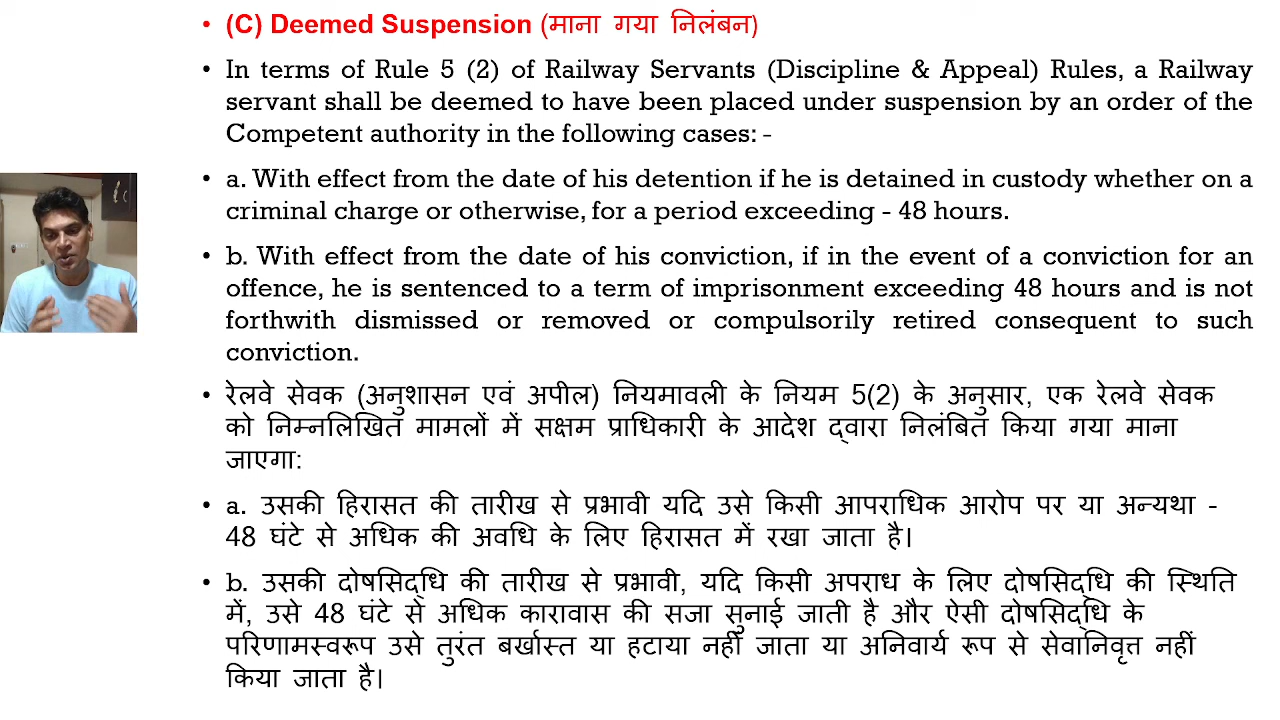 • (C) Deemed Suspension (माना गया निलंबन)
• In terms of Rule 5 (2) of Railway Servants (Discipline & Appeal) Rules, a Railway
servant shall be deemed to have been placed under suspension by an order of the
Competent authority in the following cases: -
• a. With effect from the date of his detention if he is detained in custody whether on a
criminal charge or otherwise, for a period exceeding - 48 hours.
• b. With effect from the date of his conviction, if in the event of a conviction for an
offence, he is sentenced to a term of imprisonment exceeding 48 hours and is not
forthwith dismissed or removed or compulsorily retired consequent to such
conviction.
• रेलवे सेवक (अनुशासन एवं अपील) नियमावली के नियम 5(2) के अनुसार, एक रेलवे सेवक
को निम्नलिखित मामलों में सक्षम प्राधिकारी के आदेश द्वारा निलंबित किया गया माना
जाएगा:
• a. उसकी हिरासत की तारीख से प्रभावी यदि उसे किसी आपराधिक आरोप पर या अन्यथा -
48 घंटे से अधिक की अवधि के लिए हिरासत में रखा जाता है।
• b. उसकी दोषसिद्धि की तारीख से प्रभावी, यदि किसी अपराध के लिए दोषसिद्धि की स्थिति
में, उसे 48 घंटे से अधिक कारावास की सजा सुनाई जाती है और ऐसी दोषसिद्धि के
परिणामस्वरूप उसे तुरंत बर्खास्त या हटाया नहीं जाता या अनिवार्य रूप से सेवानिवृत्त नहीं
किया जाता है।